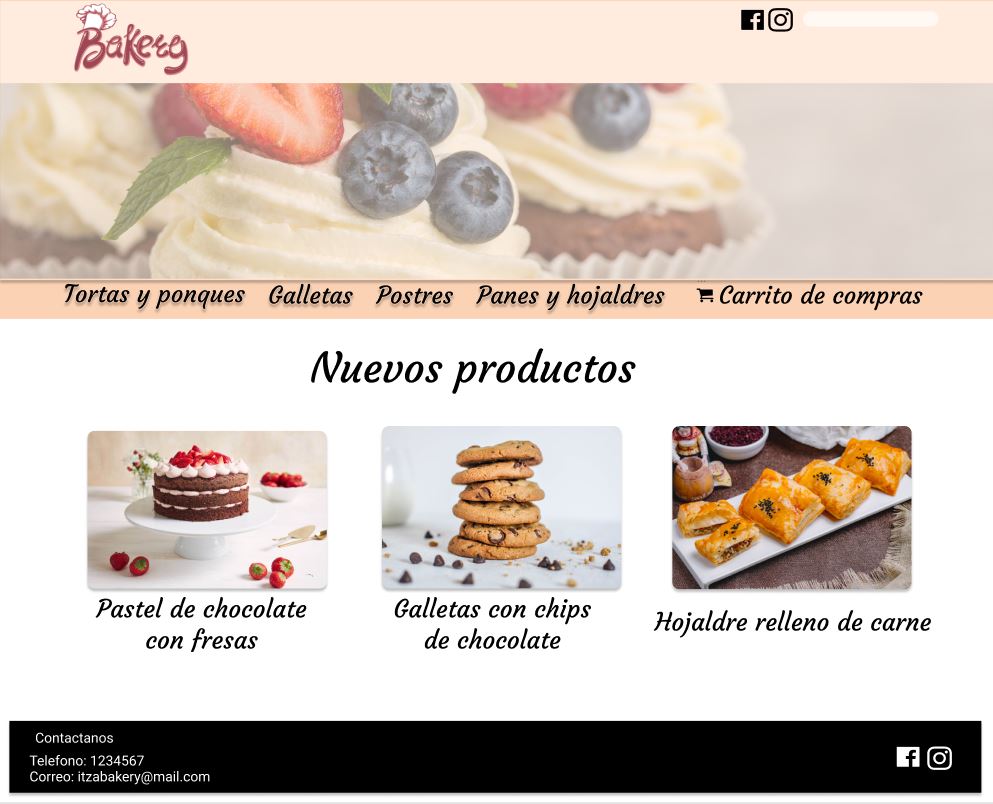 Bakery
Tortas y ponques Galletas Postres Panes y hojaldres Carrito de compras
Nuevos productos
Pastel de chocolate
con fresas
Galletas con chips
de chocolate
Hojaldre relleno de carne
Contactanos
Telefono: 1234567
Correo: itzabakery@mail.com